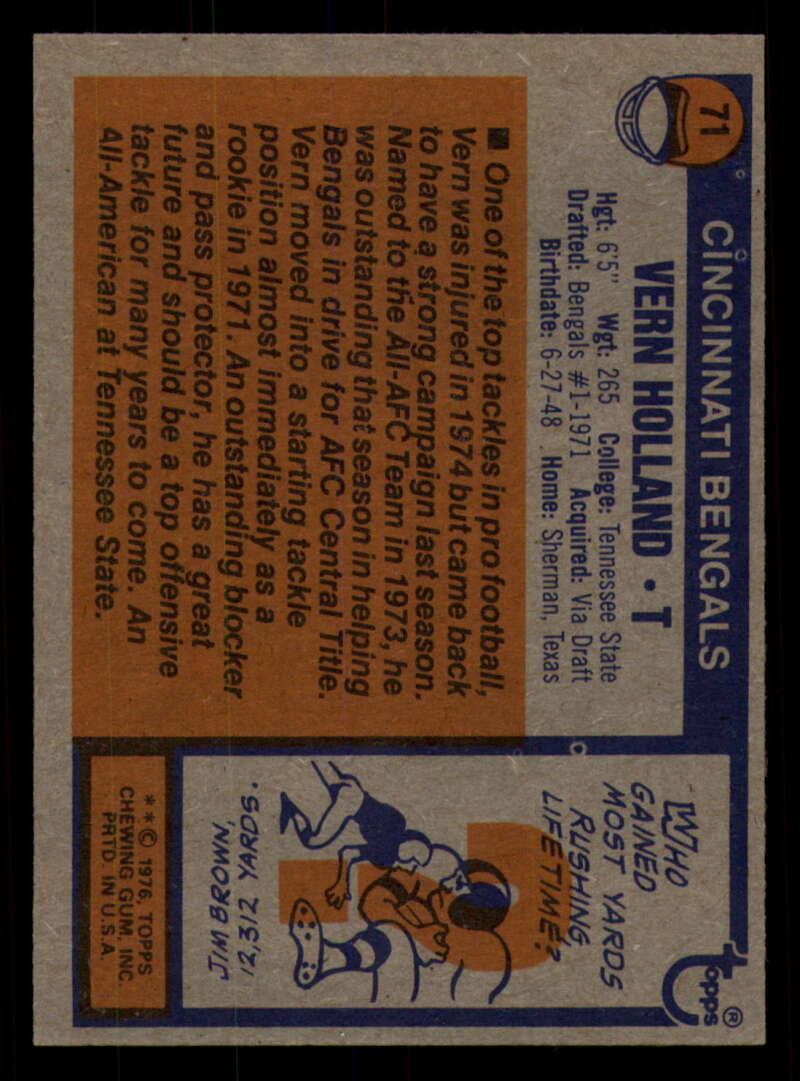 71
CINCINNATI BENGALS
VERN HOLLAND • T
Hgt: 6'5" Wgt: 265 College: Tennessee State
Drafted: Bengals #1-1971 Acquired: Via Draft
Birthdate: 6-27-48 Home: Sherman, Texas
■ One of the top tackles in pro football,
Vern was injured in 1974 but came back
to have a strong campaign last season.
Named to the All-AFC Team in 1973, he
was outstanding that season in helping
Bengals in drive for AFC Central Title.
Vern moved into a starting tackle
position almost immediately as a
rookie in 1971. An outstanding blocker
and pass protector, he has a great
future and should be a top offensive
tackle for many years to come. An
All-American at Tennessee State.
topps®
WHO
GAINED
MOST YARDS
RUSHING,
LIFETIME?
?
JIM BROWN,
12,312 YARDS.
**© 1976, TOPPS
CHEWING GUM, INC.
PRTD. IN U.S.A.